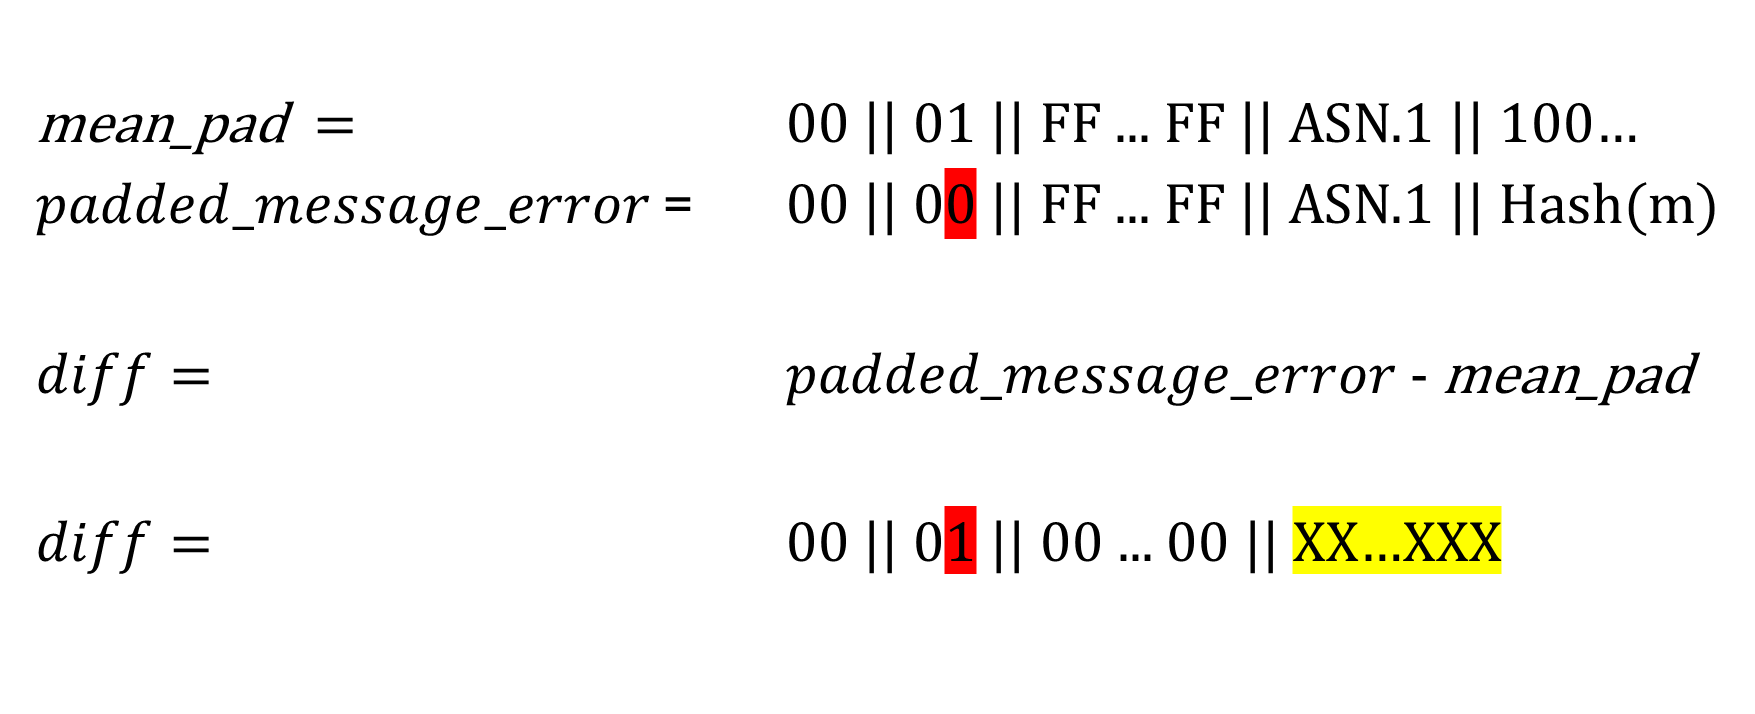 mean_pad = 00 || 01 || FF ... FF || ASN.1 || 100...
padded_message_error = 00 || 00 || FF ... FF || ASN.1 || Hash(m)
diff = padded_message_error - mean_pad
diff = 00 || 01 || 00 ... 00 || XX...XXX